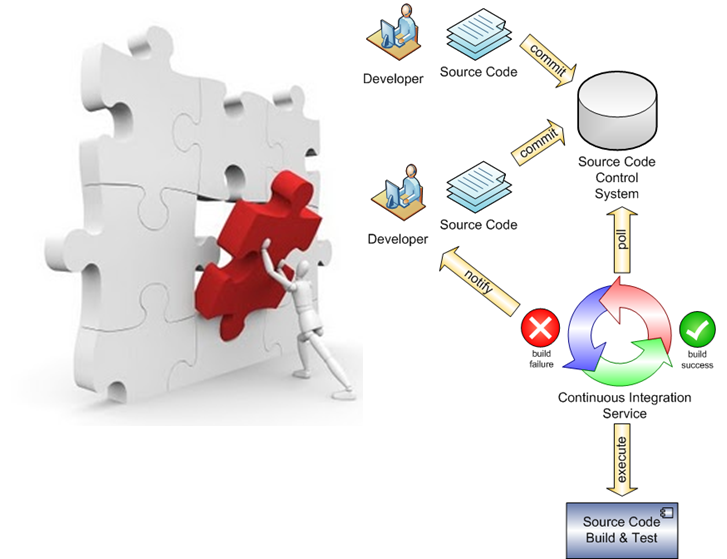 commit
Developer
Source Code
commit
Source Code
Control
System
Developer
Source Code
poll
notify
build
failure
build
success
Continuous Integration
Service
execute
Source Code
Build & Test